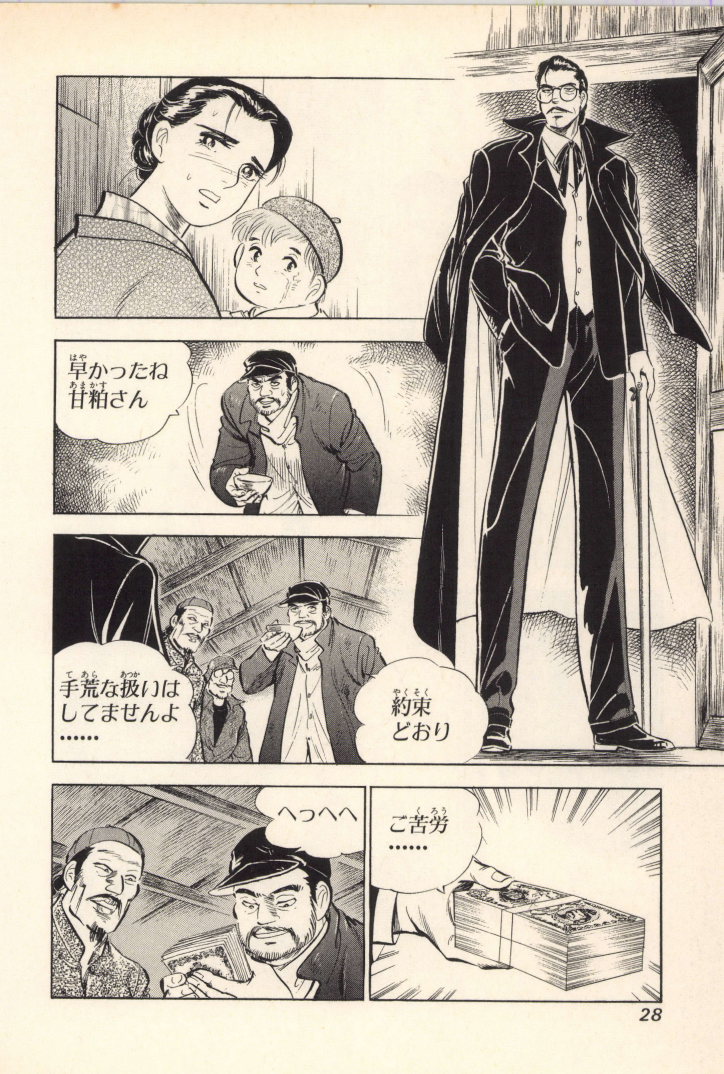 早かったね
甘粕さん
約束
どおり
手荒な扱いは
してませんよ
……
ご苦労
……
へっへへ
28